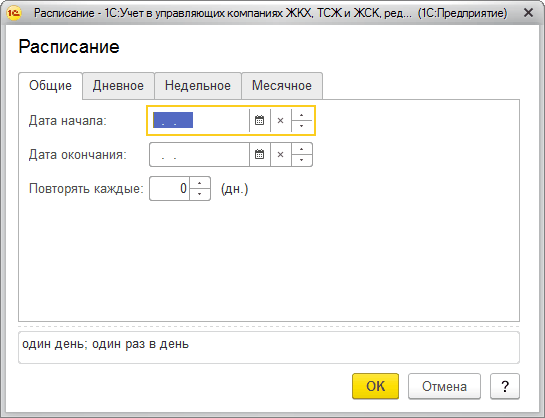 Расписание - 1С:Учет в управляющих компаниях ЖКХ, ТСЖ и ЖСК, ред... (1С:Предприятие)
Расписание
Общие Дневное Недельное Месячное
Дата начала: . .
Дата окончания: . .
Повторять каждые: 0 (дн.)
один день; один раз в день
OK Отмена ?